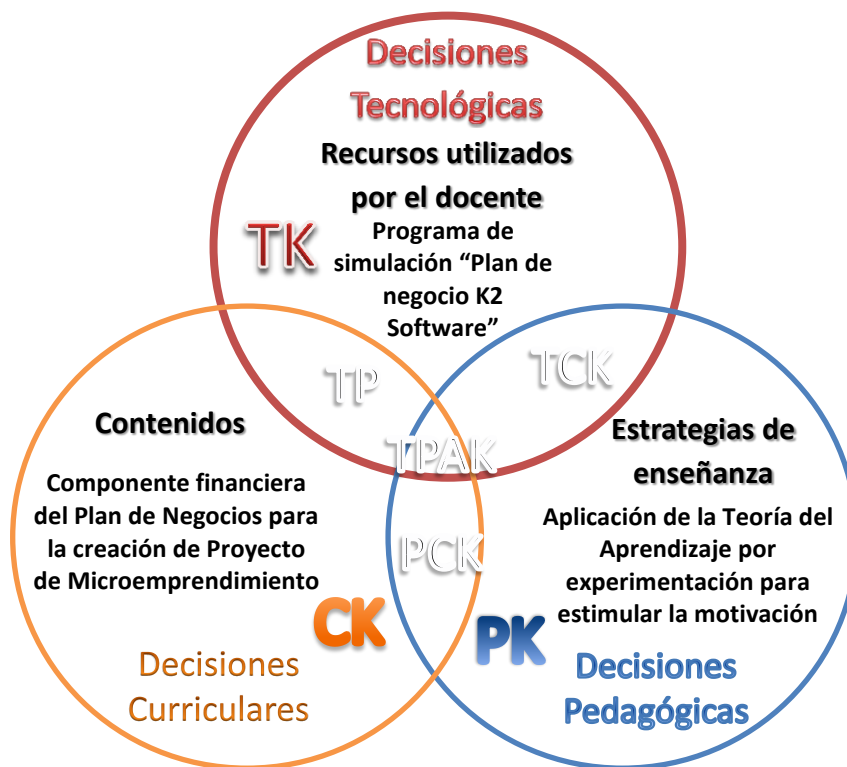 Decisiones
Tecnológicas
Recursos utilizados
por el docente
TK
Programa de
simulación “Plan de
negocio K2
Software”
TP
TCK
TPAK
PCK
Contenidos
Componente financiera
del Plan de Negocios para
la creación de Proyecto
de Microemprendimiento
CK
Decisiones
Curriculares
Estrategias de
enseñanza
Aplicación de la Teoría del
Aprendizaje por
experimentación para
estimular la motivación
PK
Decisiones
Pedagógicas